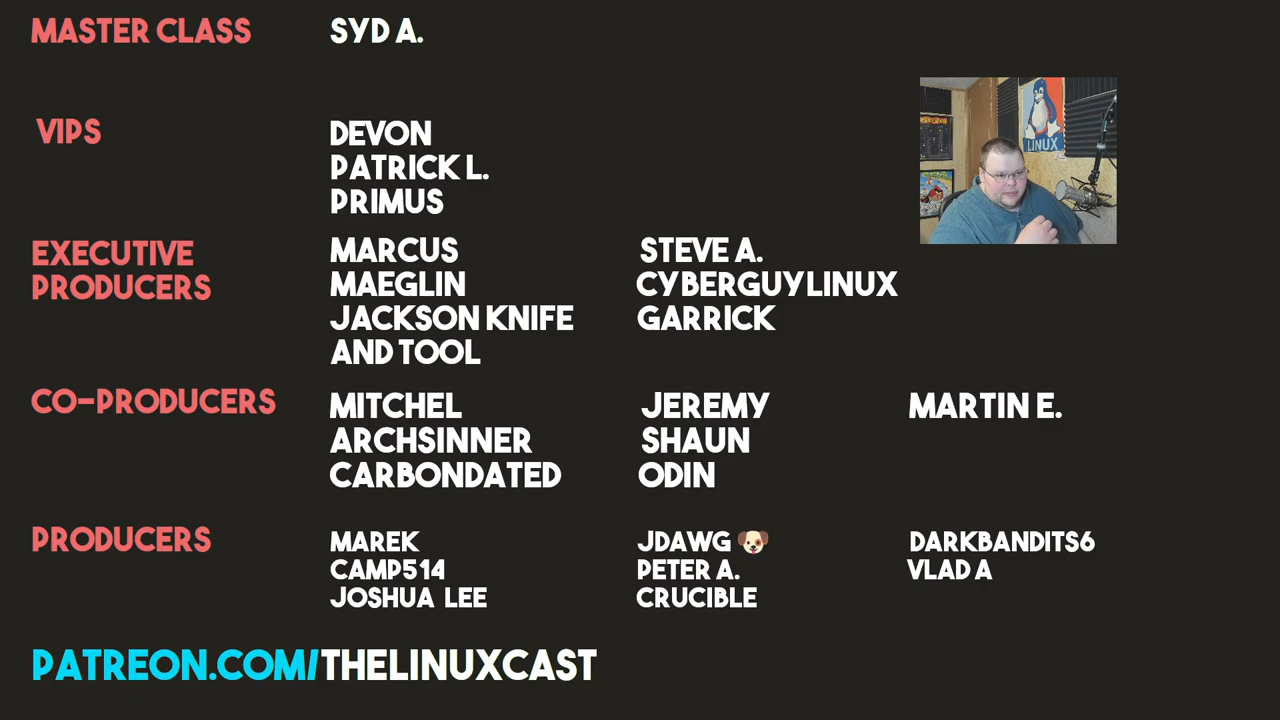 MASTER CLASS
SYD A.
VIPS
DEVON
PATRICK L.
PRIMUS
EXECUTIVE
PRODUCERS
MARCUS
MAEGLIN
JACKSON KNIFE
AND TOOL
STEVE A.
CYBERGUYLINUX
GARRICK
CO-PRODUCERS
MITCHEL
ARCHSINNER
CARBONDATED
JEREMY
SHAUN
ODIN
MARTIN E.
PRODUCERS
MAREK
CAMP514
JOSHUA LEE
JDAWG 🐶
PETER A.
CRUCIBLE
DARKBANDITS6
VLAD A
PATREON.COM/THELINUXCAST
LINUX